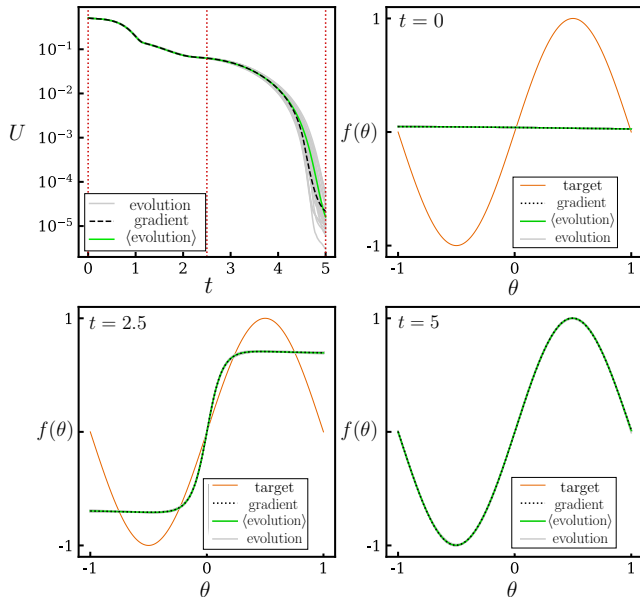 10⁻¹
10⁻²
10⁻³
10⁻⁴
10⁻⁵
U
evolution
gradient
⟨evolution⟩
0 1 2 3 4 5
t
t = 0
1
f(θ)
-1
target
gradient
⟨evolution⟩
evolution
-1 0 1
θ
t = 2.5
1
f(θ)
-1
target
gradient
⟨evolution⟩
evolution
-1 0 1
θ
t = 5
1
f(θ)
-1
target
gradient
⟨evolution⟩
evolution
-1 0 1
θ